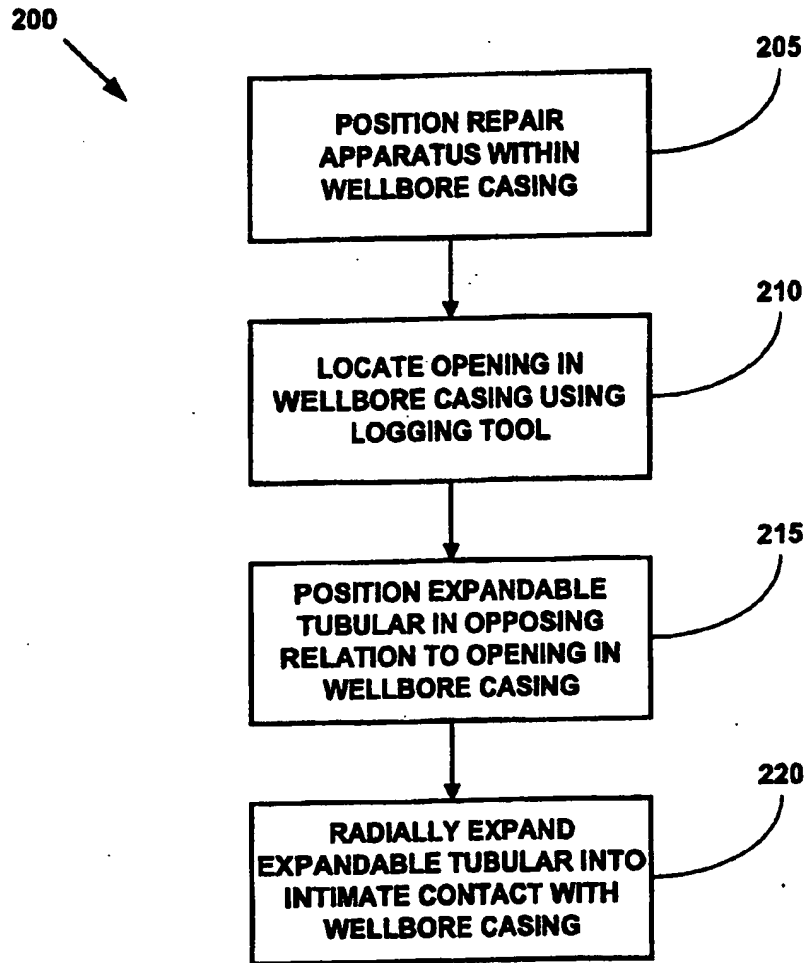 200
205
POSITION REPAIR
APPARATUS WITHIN
WELLBORE CASING
210
LOCATE OPENING IN
WELLBORE CASING USING
LOGGING TOOL
215
POSITION EXPANDABLE
TUBULAR IN OPPOSING
RELATION TO OPENING IN
WELLBORE CASING
220
RADIALLY EXPAND
EXPANDABLE TUBULAR INTO
INTIMATE CONTACT WITH
WELLBORE CASING